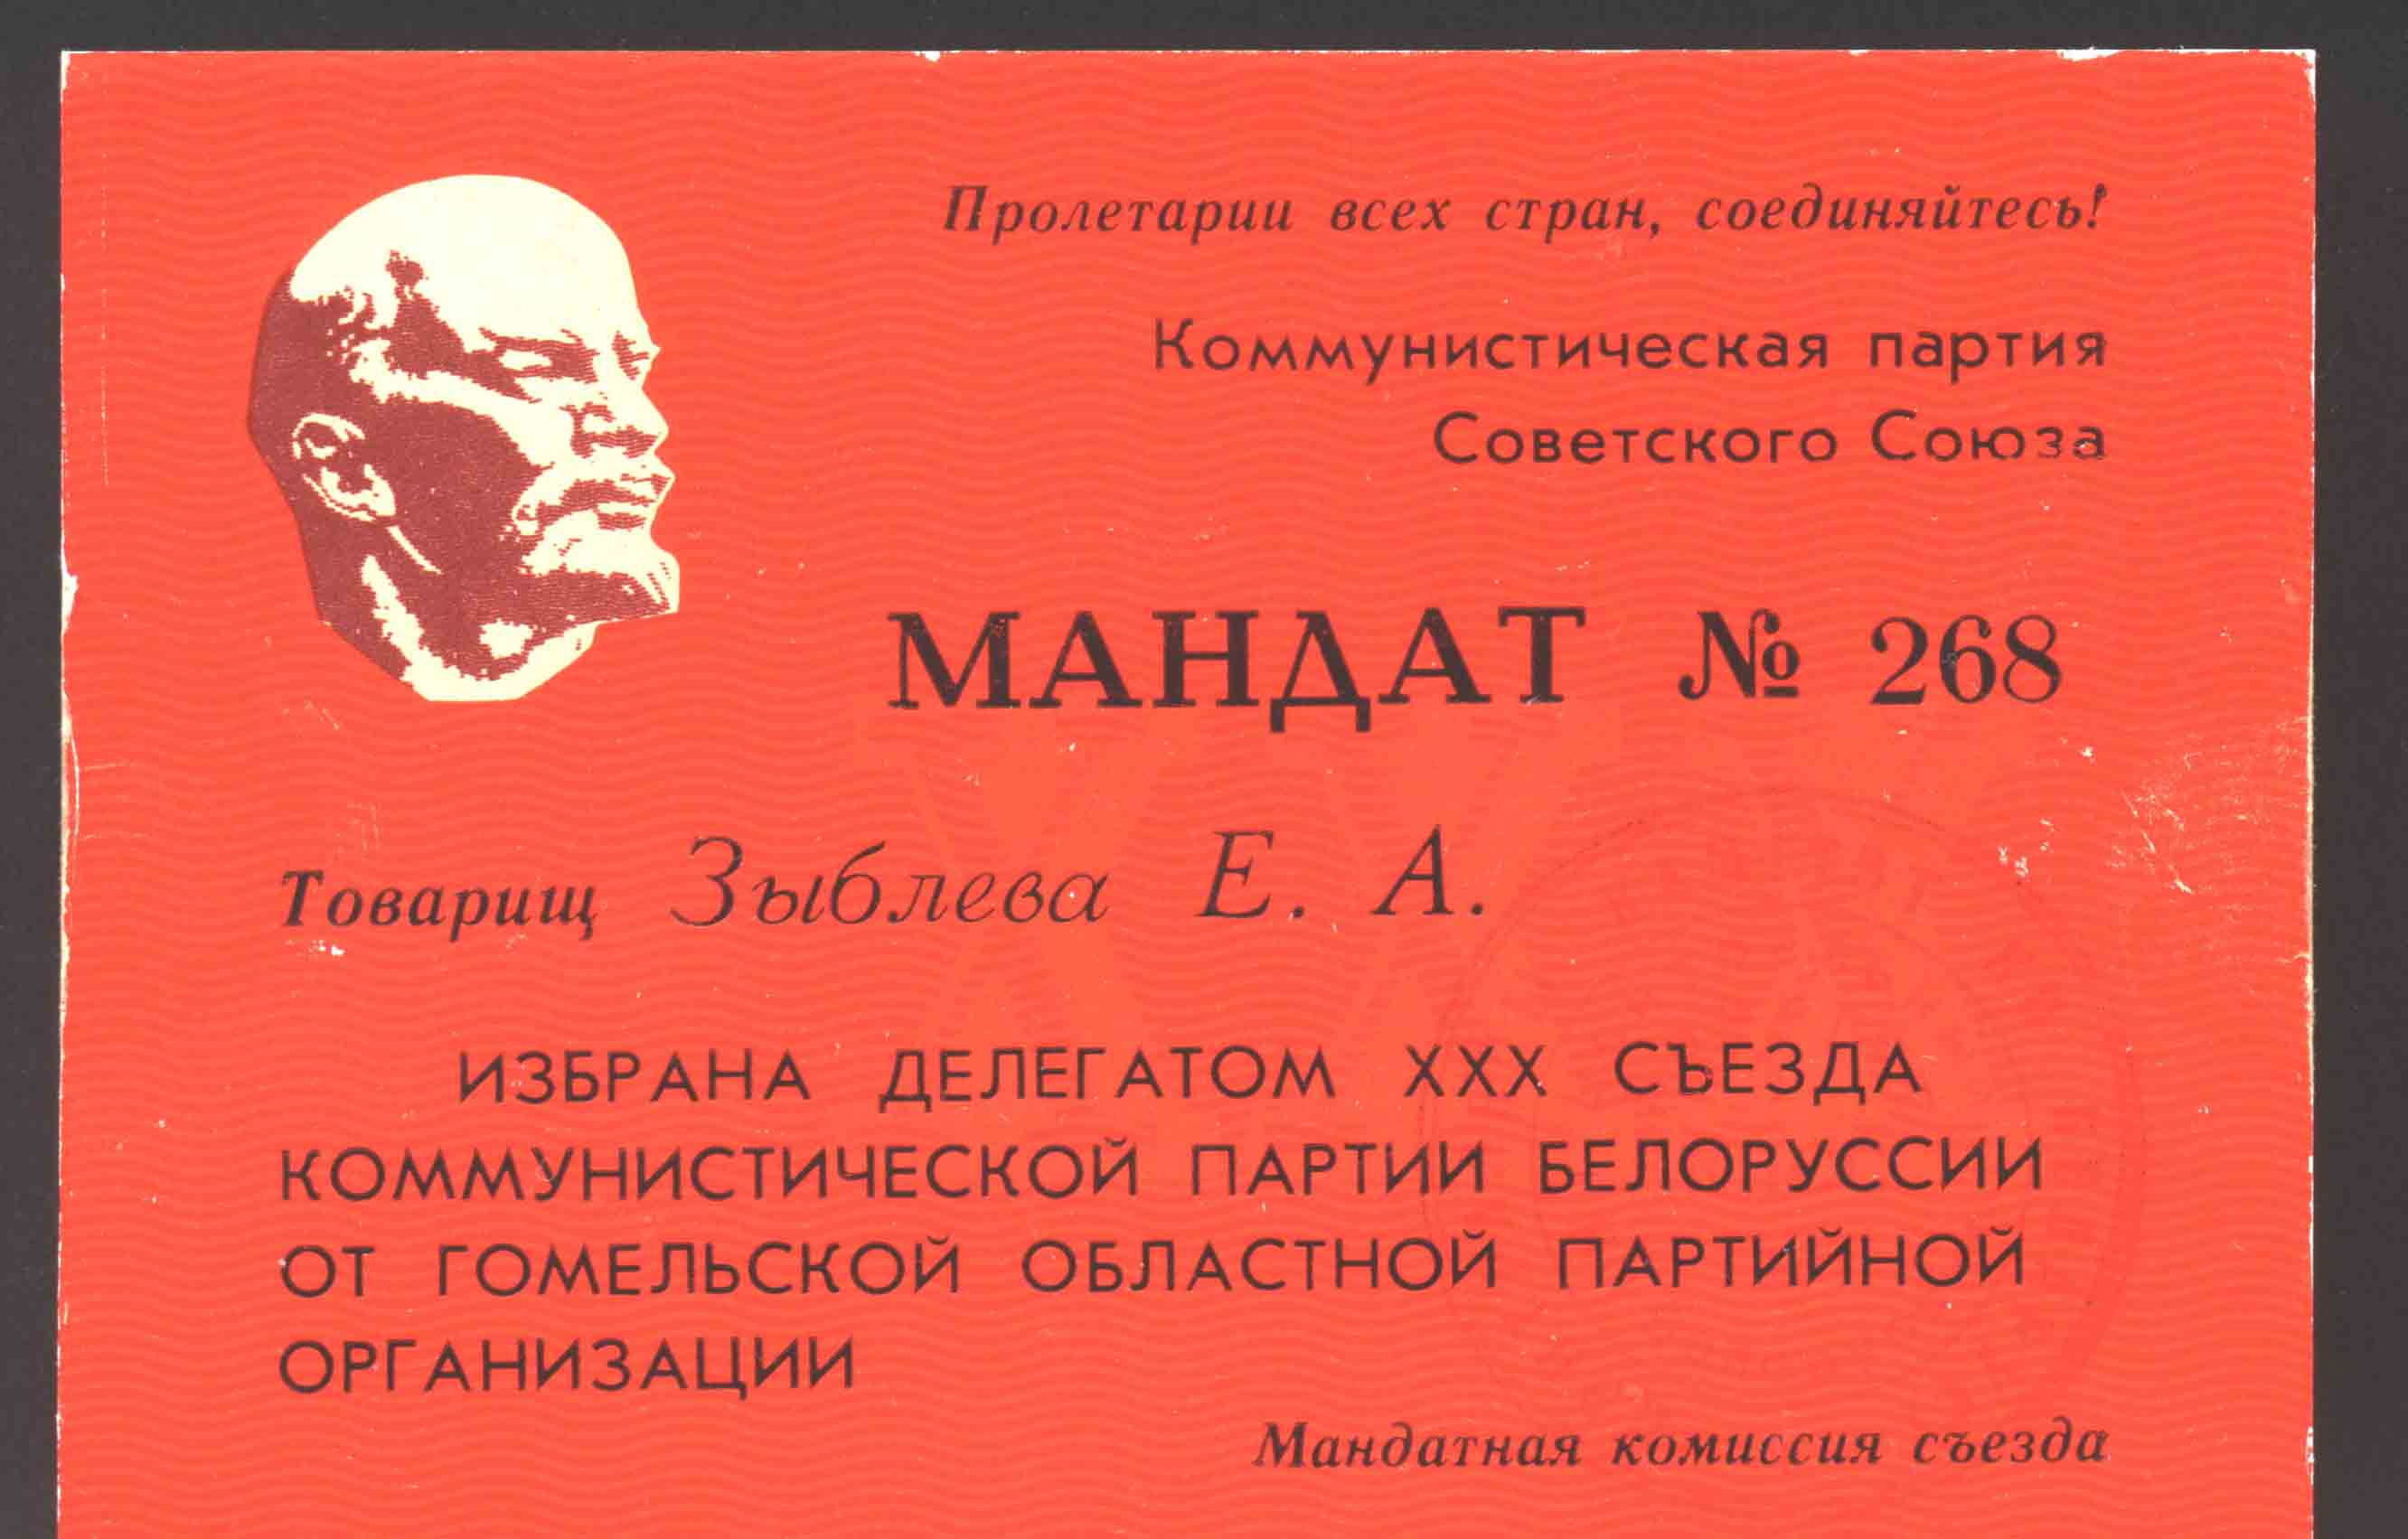 Пролетарии всех стран, соединяйтесь!
Коммунистическая партия
Советского Союза
МАНДАТ № 268
Товарищ Зыблева Е. А.
ИЗБРАНА ДЕЛЕГАТОМ XXX СЪЕЗДА
КОММУНИСТИЧЕСКОЙ ПАРТИИ БЕЛОРУССИИ
ОТ ГОМЕЛЬСКОЙ ОБЛАСТНОЙ ПАРТИЙНОЙ
ОРГАНИЗАЦИИ
Мандатная комиссия съезда